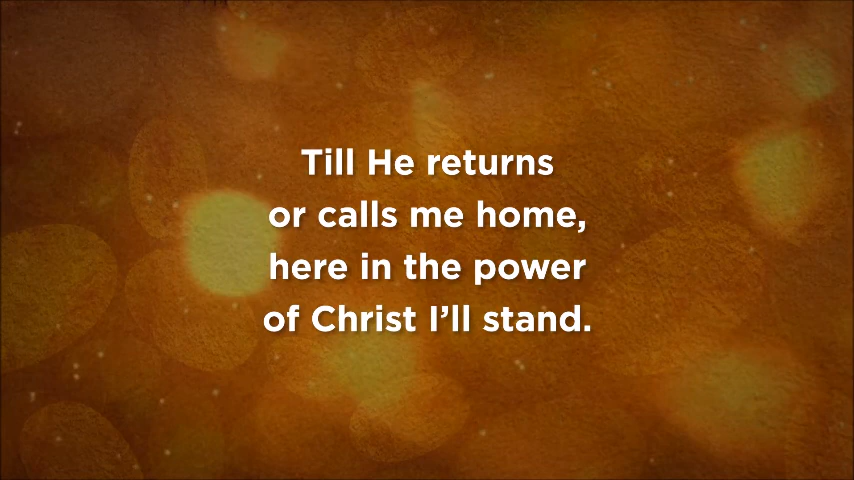 Till He returns
or calls me home,
here in the power
of Christ I’ll stand.